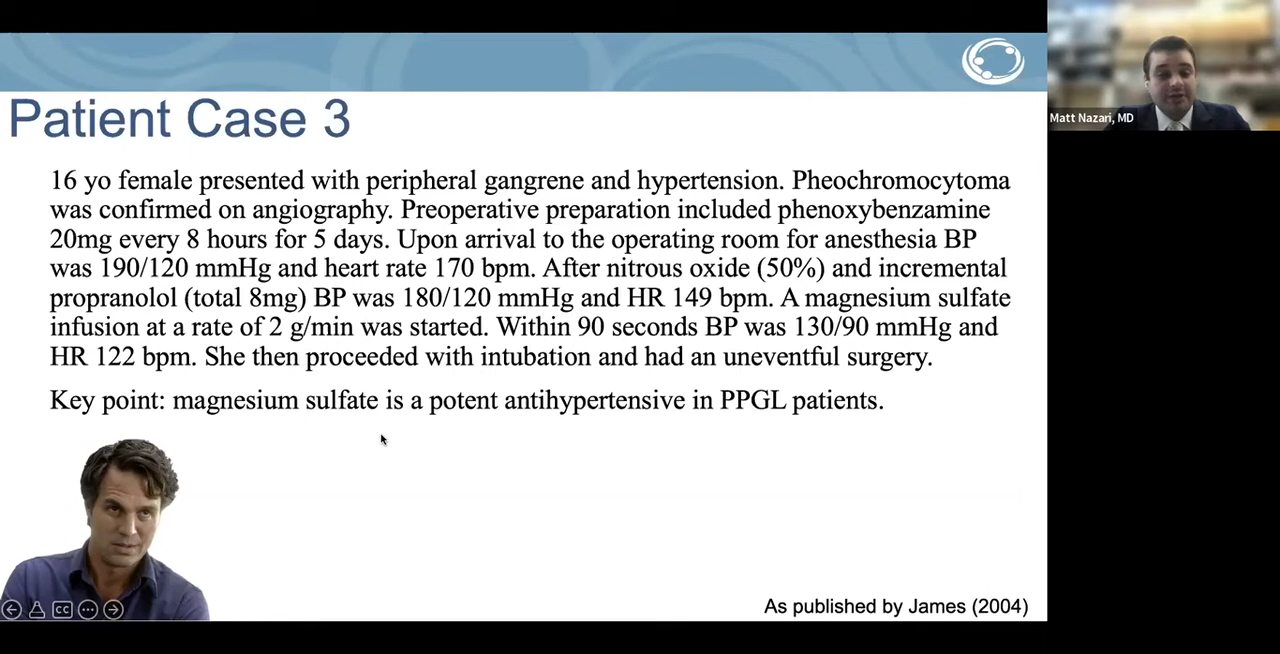 Patient Case 3
16 yo female presented with peripheral gangrene and hypertension. Pheochromocytoma
was confirmed on angiography. Preoperative preparation included phenoxybenzamine
20mg every 8 hours for 5 days. Upon arrival to the operating room for anesthesia BP
was 190/120 mmHg and heart rate 170 bpm. After nitrous oxide (50%) and incremental
propranolol (total 8mg) BP was 180/120 mmHg and HR 149 bpm. A magnesium sulfate
infusion at a rate of 2 g/min was started. Within 90 seconds BP was 130/90 mmHg and
HR 122 bpm. She then proceeded with intubation and had an uneventful surgery.
Key point: magnesium sulfate is a potent antihypertensive in PPGL patients.
As published by James (2004)
Matt Nazari, MD
CC